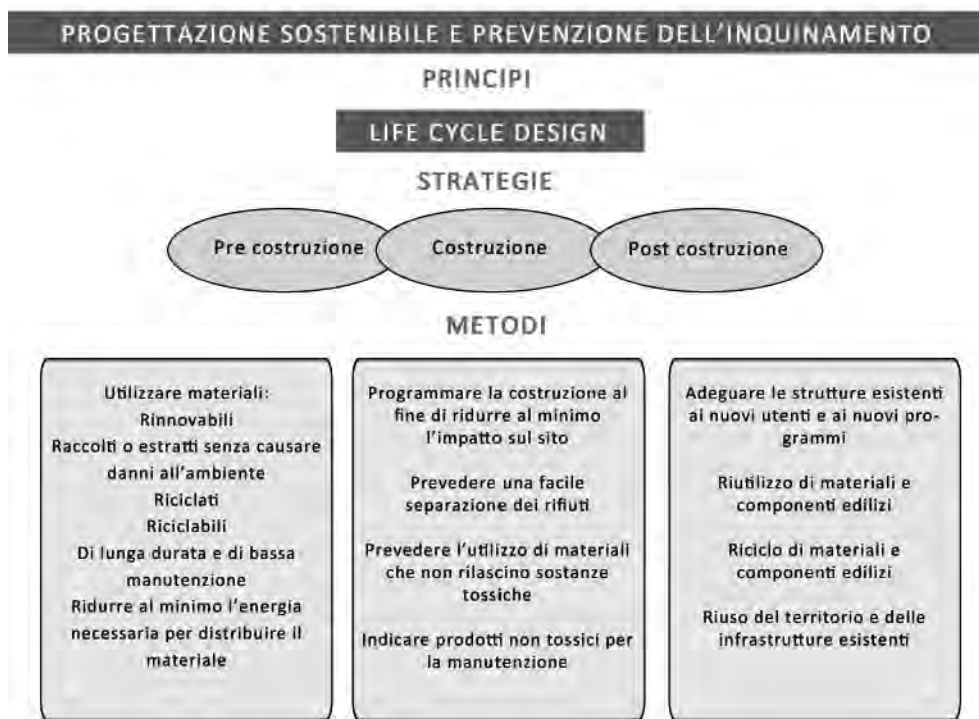 PROGETTAZIONE SOSTENIBILE E PREVENZIONE DELL'INQUINAMENTO
PRINCIPI
LIFE CYCLE DESIGN
STRATEGIE
Pre costruzione
Costruzione
Post costruzione
METODI
Utilizzare materiali:
Rinnovabili
Raccolti o estratti senza causare
danni all'ambiente
Riciclati
Riciclabili
Di lunga durata e di bassa
manutenzione
Ridurre al minimo l'energia
necessaria per distribuire il
materiale
Programmare la costruzione al
fine di ridurre al minimo
l'impatto sul sito
Prevedere una facile
separazione dei rifiuti
Prevedere l'utilizzo di materiali
che non rilascino sostanze
tossiche
Indicare prodotti non tossici per
la manutenzione
Adeguare le strutture esistenti
ai nuovi utenti e ai nuovi pro-
grammi
Riutilizzo di materiali e
componenti edilizi
Riciclo di materiali e
componenti edilizi
Riuso del territorio e delle
infrastrutture esistenti